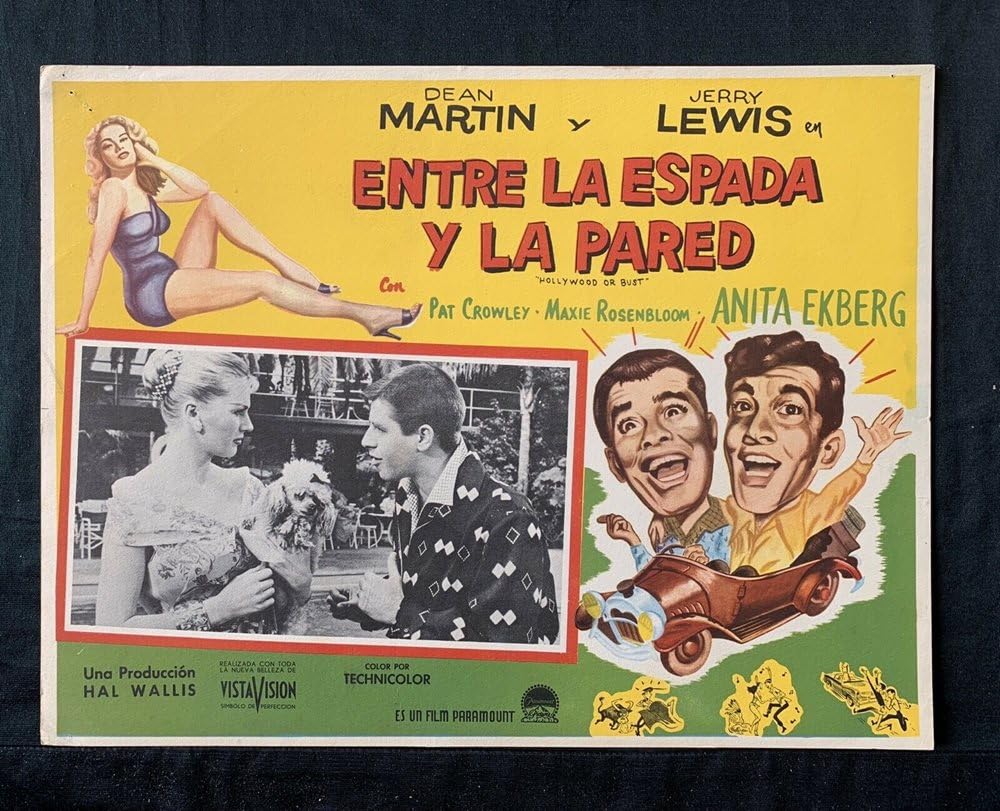 DEAN
MARTIN y
JERRY
LEWIS en
ENTRE LA ESPADA
Y LA PARED
"HOLLYWOOD OR BUST"
Con
PAT CROWLEY · MAXIE ROSENBLOOM · ANITA EKBERG
Una Producción
HAL WALLIS
REALIZADA CON TODA
LA NUEVA BELLEZA DE
VISTAVISION
SIMBOLO DE PERFECCION
COLOR POR
TECHNICOLOR
ES UN FILM PARAMOUNT
Paramount